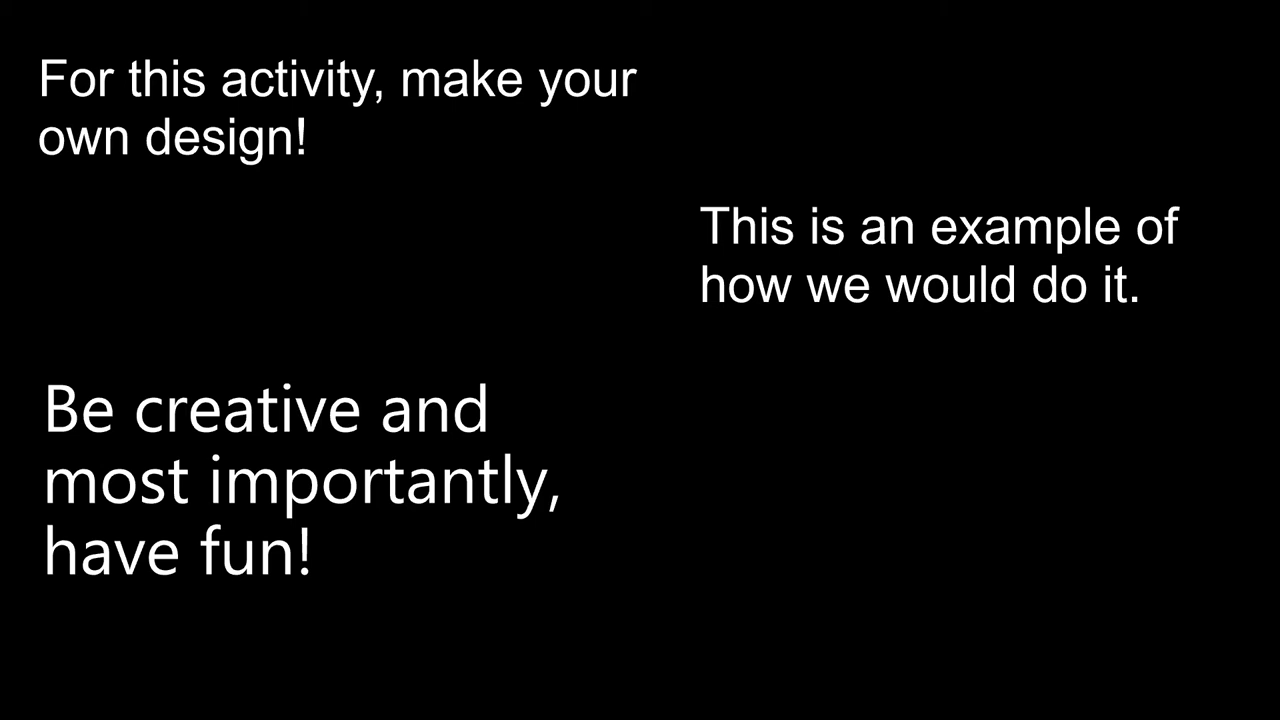 For this activity, make your
own design!
This is an example of
how we would do it.
Be creative and
most importantly,
have fun!